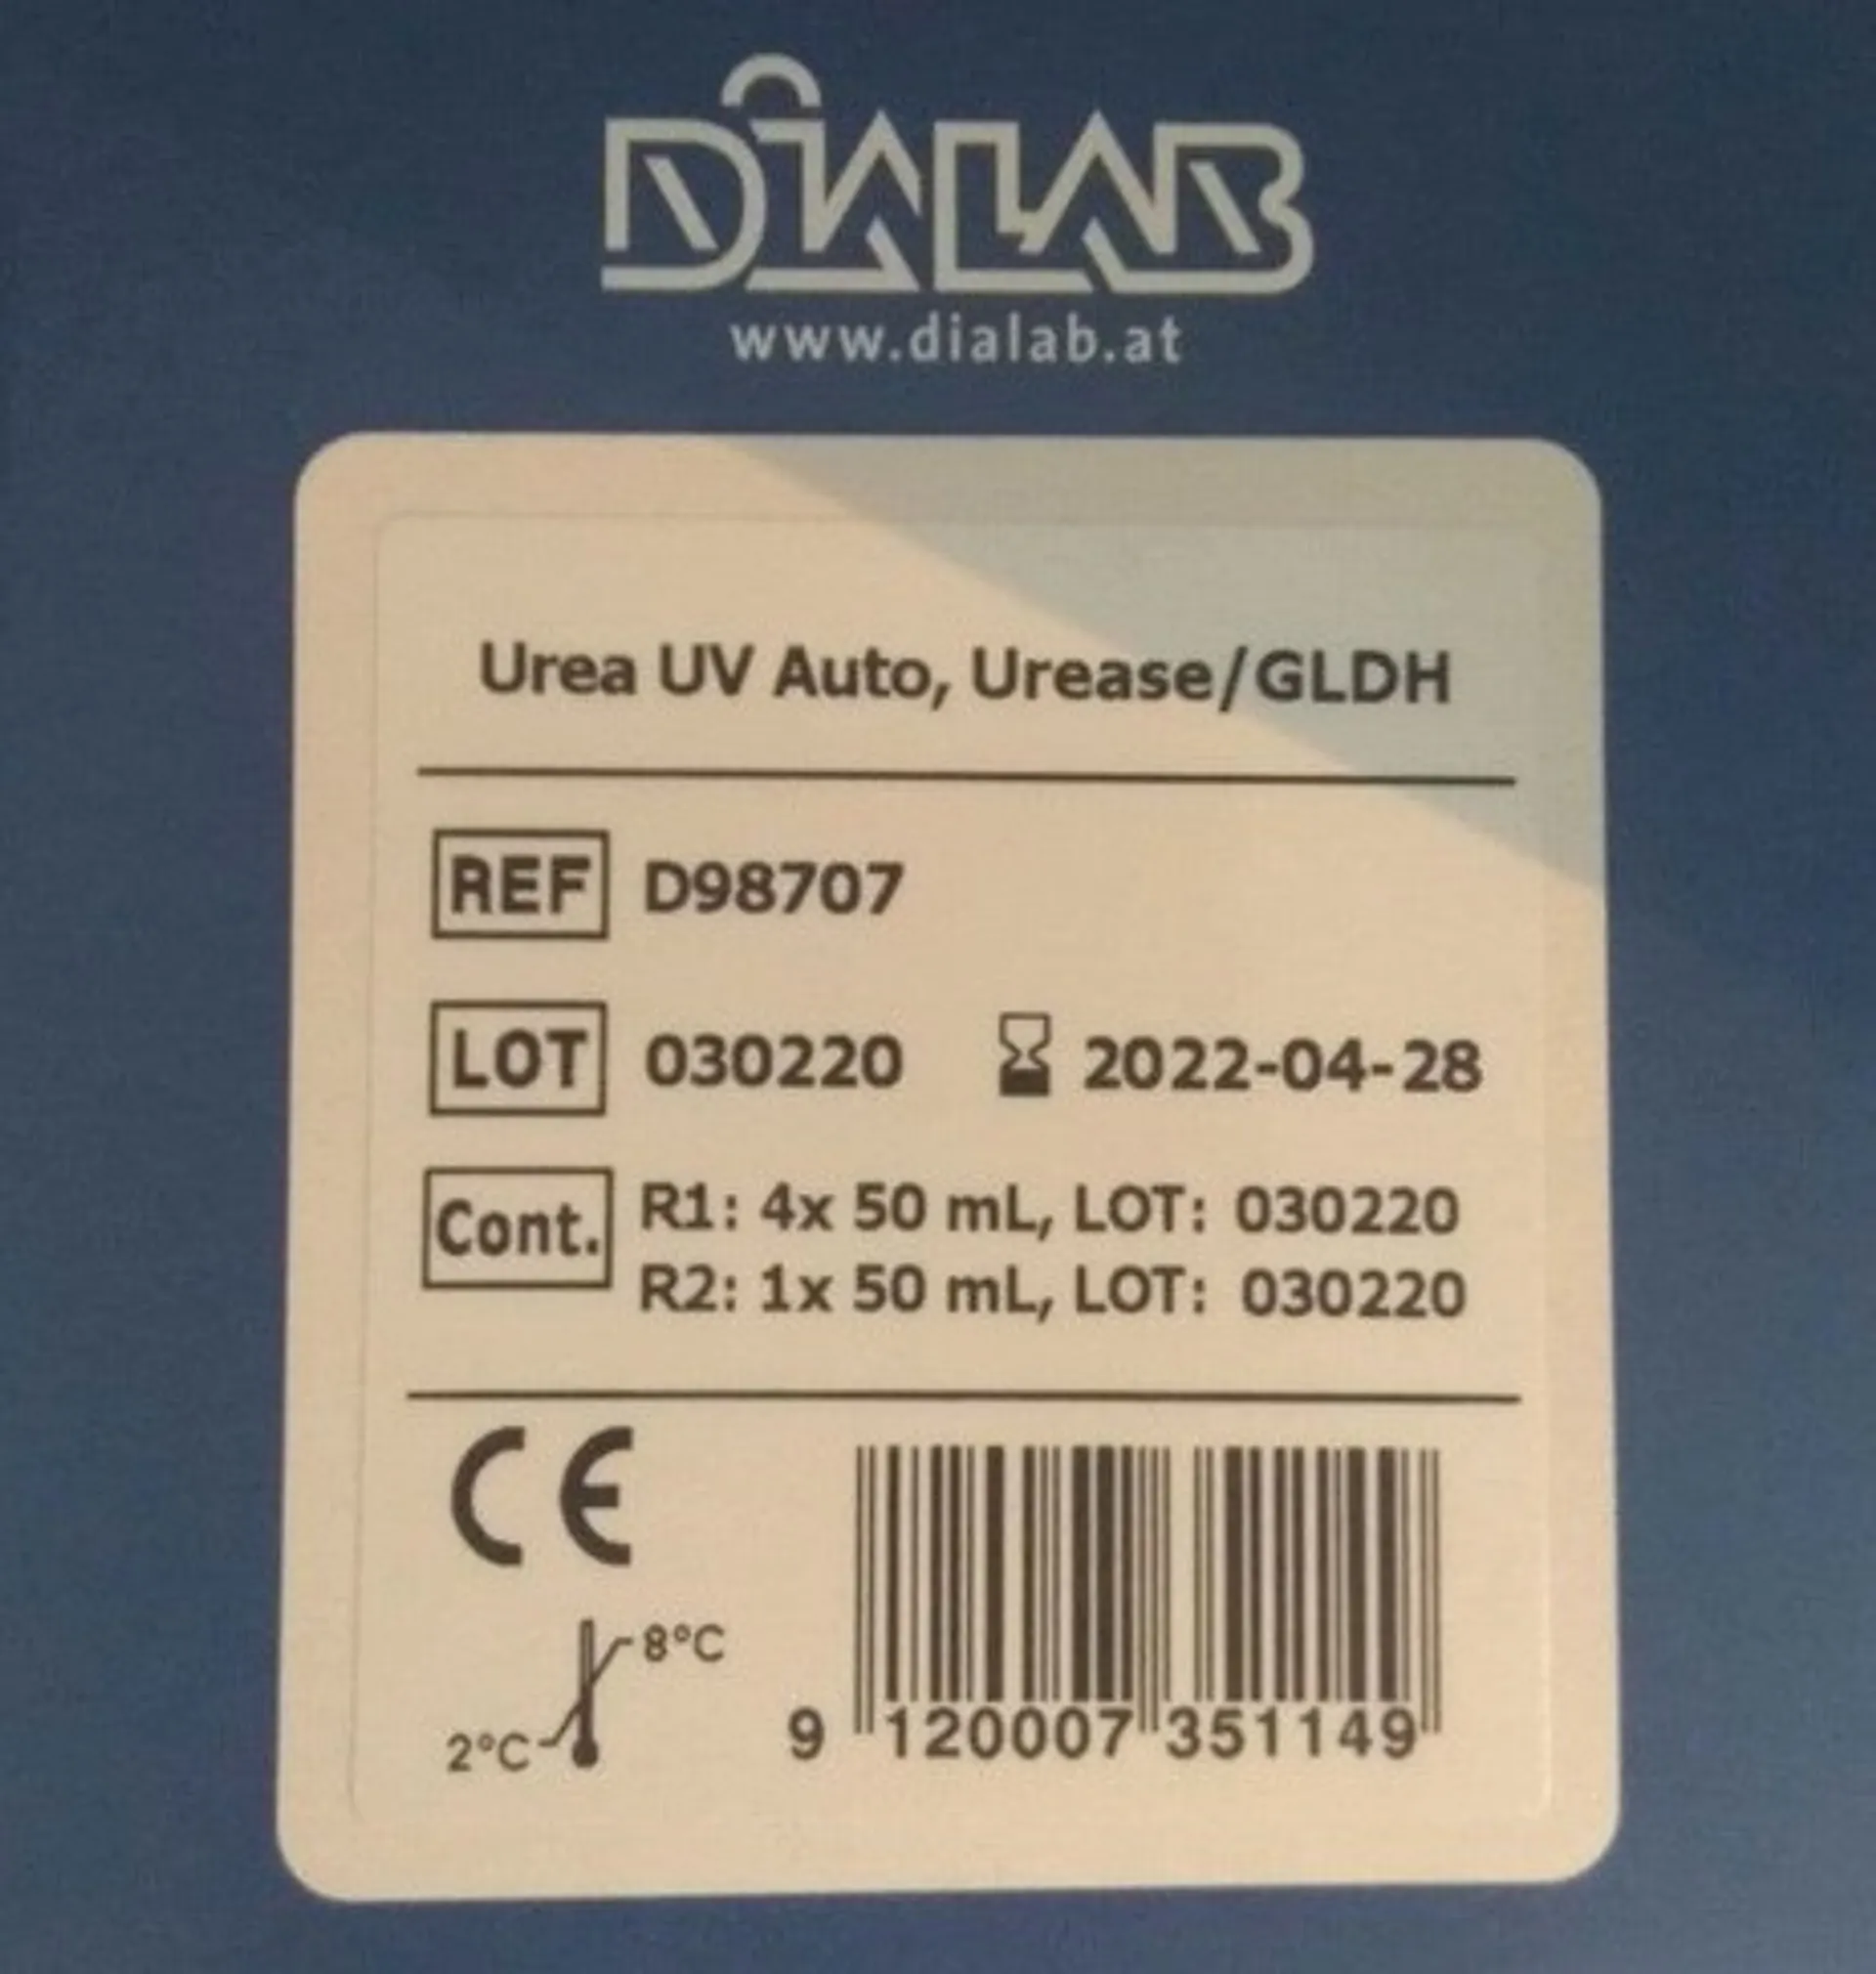 DiALAB
www.dialab.at
Urea UV Auto, Urease/GLDH
REF D98707
LOT 030220 2022-04-28
Cont. R1: 4x 50 mL, LOT: 030220
R2: 1x 50 mL, LOT: 030220
CE
8°C
2°C
9 120007 351149